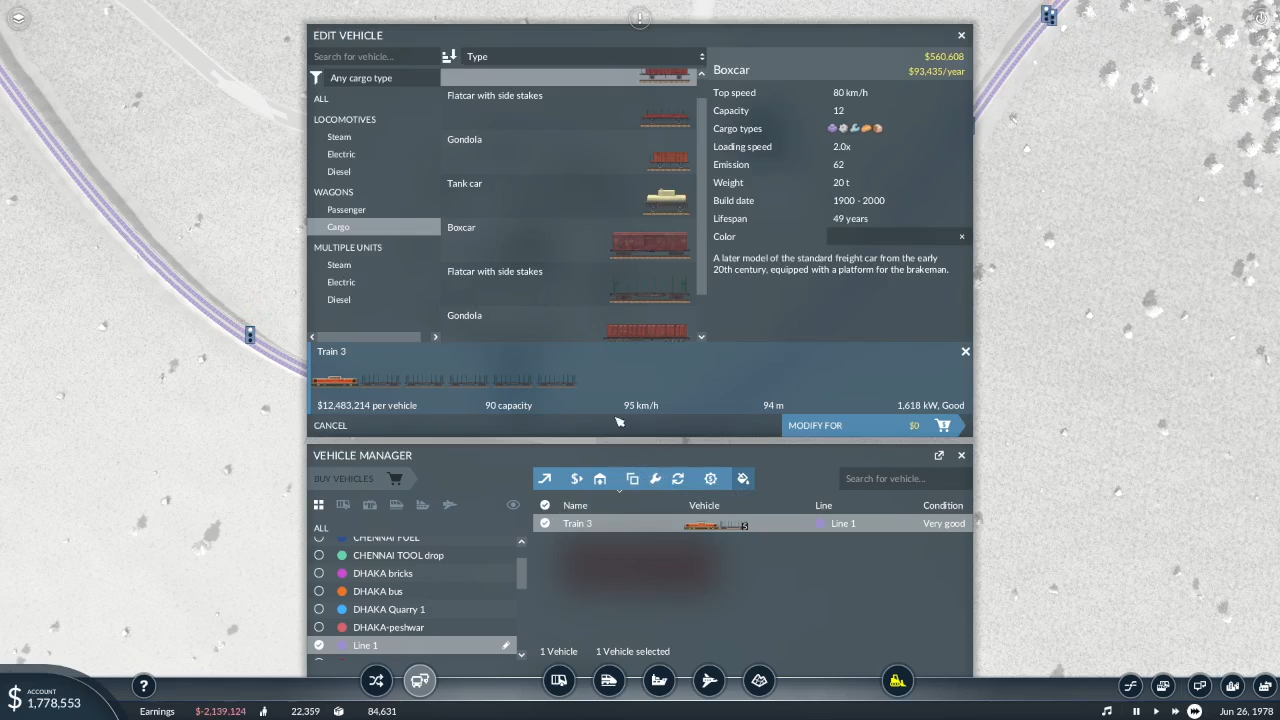 EDIT VEHICLE
Search for vehicle...
Type
$560,608
Boxcar
$93,435/year
Any cargo type
ALL
LOCOMOTIVES
Steam
Electric
Diesel
WAGONS
Passenger
Cargo
MULTIPLE UNITS
Steam
Electric
Diesel
Flatcar with side stakes
Gondola
Tank car
Boxcar
Flatcar with side stakes
Gondola
Top speed 80 km/h
Capacity 12
Cargo types
Loading speed 2.0x
Emission 62
Weight 20 t
Build date 1900 - 2000
Lifespan 49 years
Color
A later model of the standard freight car from the early
20th century, equipped with a platform for the brakeman.
Train 3
$12,483,214 per vehicle 90 capacity 95 km/h 94 m 1,618 kW, Good
CANCEL
MODIFY FOR $0
VEHICLE MANAGER
BUY VEHICLES
Search for vehicle...
ALL
CHENNAI FUEL
CHENNAI TOOL drop
DHAKA bricks
DHAKA bus
DHAKA Quarry 1
DHAKA-peshwar
Line 1
Name Vehicle Line Condition
Train 3 5 Line 1 Very good
1 Vehicle 1 Vehicle selected
$ ACCOUNT
1,778,553
?
Earnings $-2,139,124 22,359 84,631
Jun 26, 1978